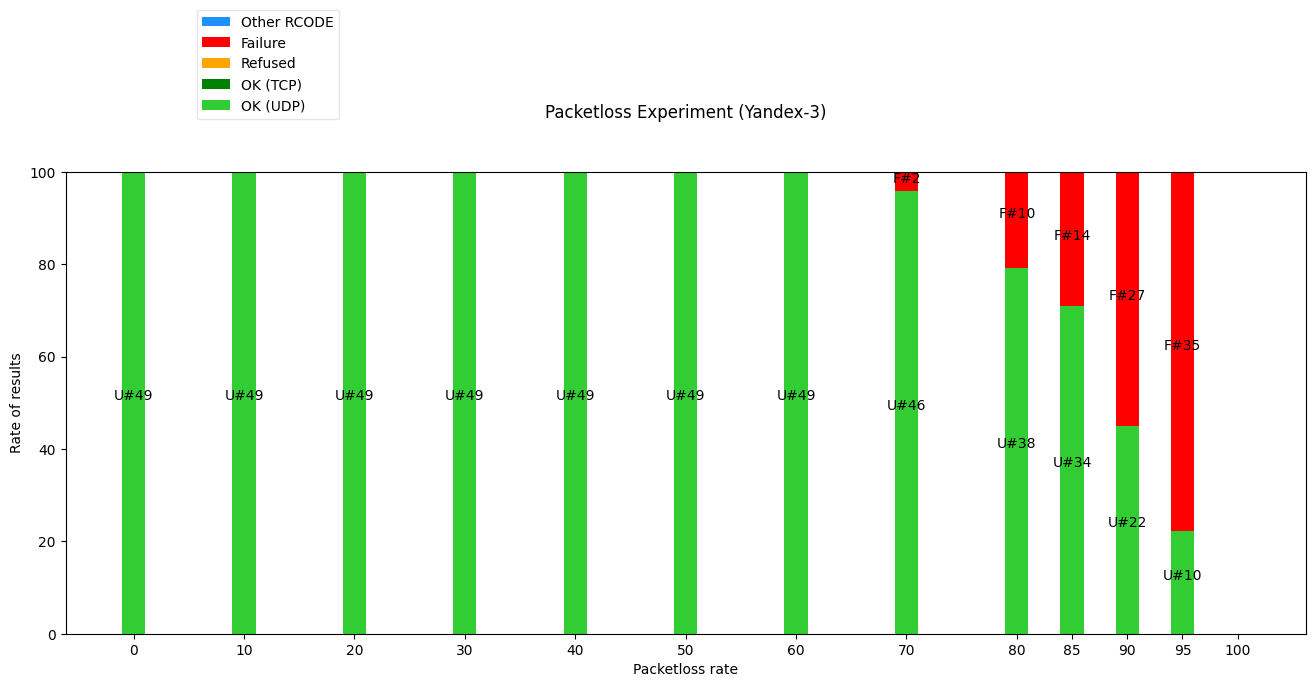 Other RCODE
Failure
Refused
OK (TCP)
OK (UDP)
Packetloss Experiment (Yandex-3)
Rate of results
100
80
60
40
20
0
F#2
F#10
F#14
F#27
F#35
U#49 U#49 U#49 U#49 U#49 U#49 U#49 U#46
U#38
U#34
U#22
U#10
0 10 20 30 40 50 60 70 80 85 90 95 100
Packetloss rate